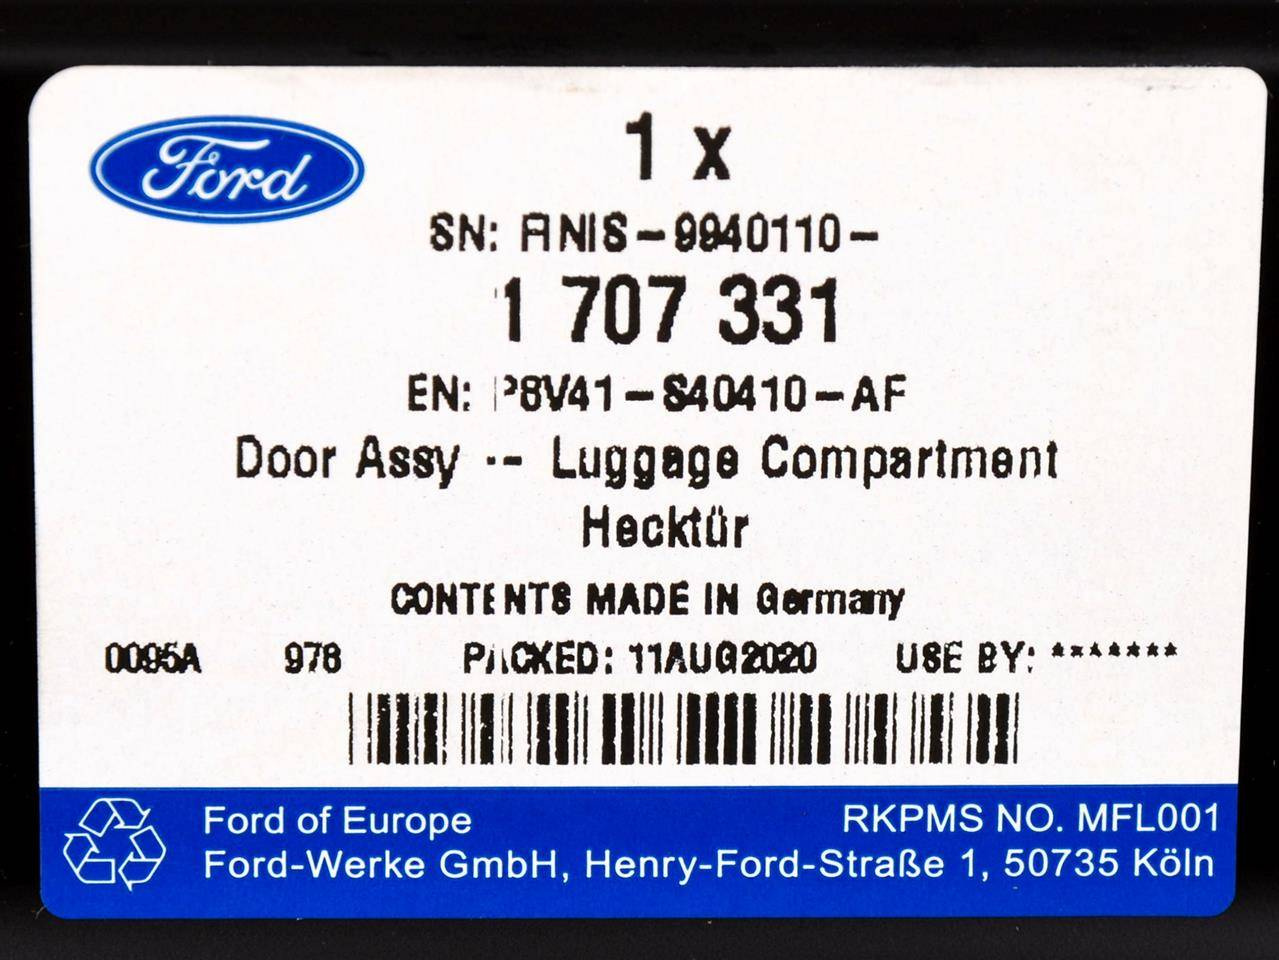 Ford
1 x
SN: FINIS-9940110-
1 707 331
EN: P8V41-S40410-AF
Door Assy -- Luggage Compartment
Hecktür
CONTENTS MADE IN Germany
0095A 978 PACKED: 11AUG2020 USE BY: *******
Ford of Europe RKPMS NO. MFL001
Ford-Werke GmbH, Henry-Ford-Straße 1, 50735 Köln